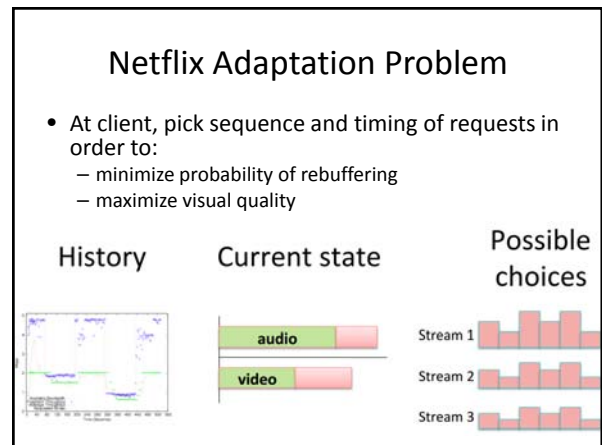 Netflix Adaptation Problem
• At client, pick sequence and timing of requests in
order to:
– minimize probability of rebuffering
– maximize visual quality
History
Current state
Possible
choices
audio
video
Stream 1
Stream 2
Stream 3